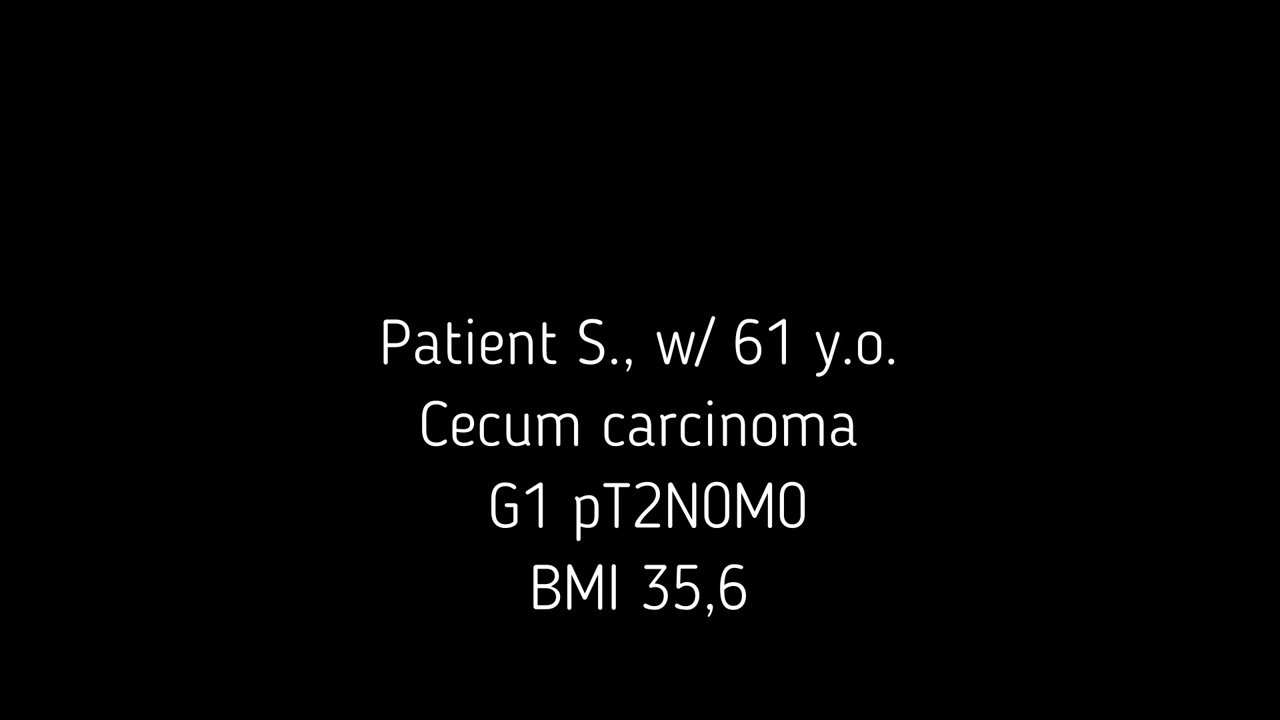 Patient S., w/ 61 y.o.
Cecum carcinoma
G1 pT2N0M0
BMI 35,6